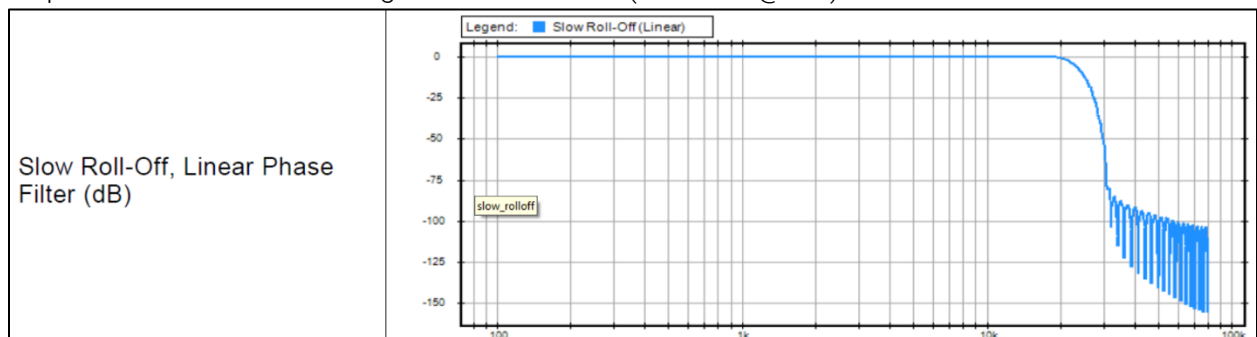 Legend: Slow Roll-Off (Linear)
0
-25
-50
Slow Roll-Off, Linear Phase
Filter (dB)
-75
slow_rolloff
-100
-125
-150
100 1k 10k 100k